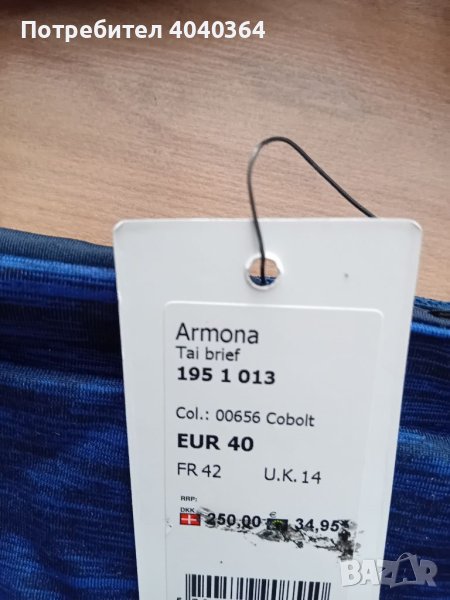 Потребител 4040364
Armona
Tai brief
195 1 013
Col.: 00656 Cobolt
EUR 40
FR 42 U.K. 14
RRP:
DKK €
250,00 34,95
BAZAR